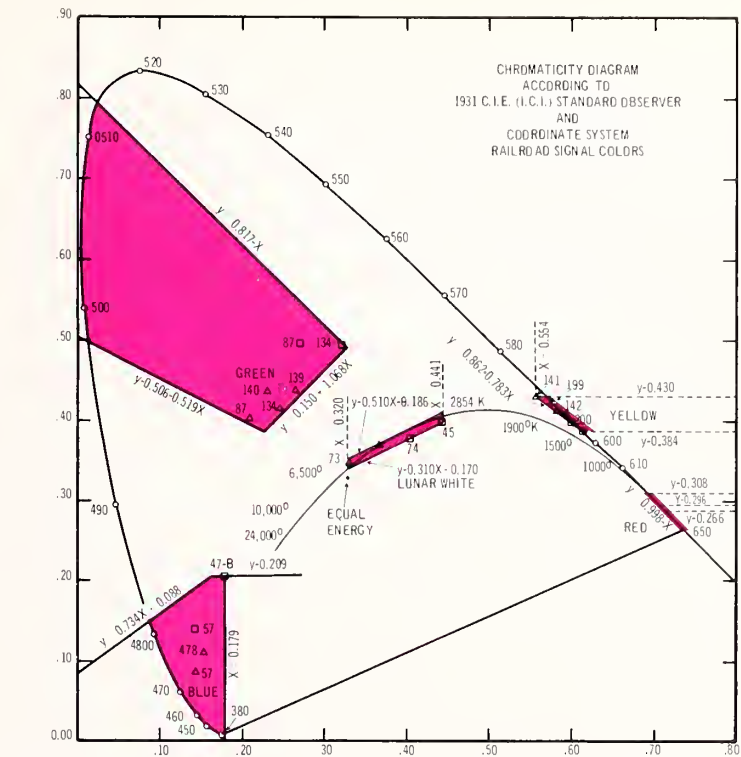 CHROMATICITY DIAGRAM
ACCORDING TO
1931 C.I.E. (I.C.I.) STANDARD OBSERVER
AND
COORDINATE SYSTEM
RAILROAD SIGNAL COLORS
.90
.80
.70
.60
.50
.40
.30
.20
.10
0.00
.10
.20
30
.40
.50
.60
.70
.80
520
530
540
0510
550
560
y 0.817-X
570
500
580
X - 0.554
87 134
y 0.862-0.783X
GREEN
139
140
134
87
y-0.506-0.519X
y 0.150 - 1.068X
0.441
X 0.320
y-0.510X-0.186
2854 K
45
74
73
y-0.310X - 0.170
LUNAR WHITE
6,500°
10,000°
24,000°
EQUAL
ENERGY
1900°K
1500°
1000°
141 199
142
200
y-0.430
YELLOW
y-0.384
600
610
y-0.308
y-0.296
y-0.266
650
y 0.998-X
RED
490
47-B
y-0.209
y 0.734X - 0.088
4800
57
478
57
X 0.179
470
BLUE
460
450
380